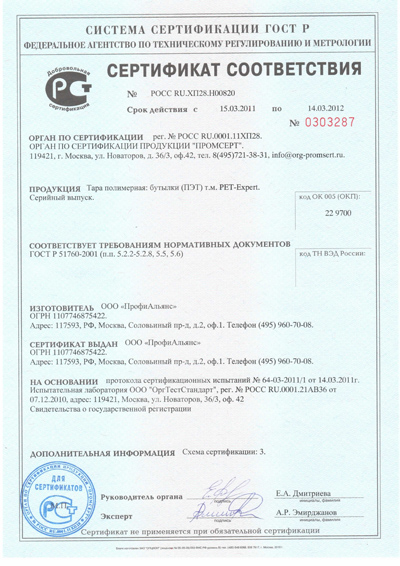 СИСТЕМА СЕРТИФИКАЦИИ ГОСТ Р
ФЕДЕРАЛЬНОЕ АГЕНТСТВО ПО ТЕХНИЧЕСКОМУ РЕГУЛИРОВАНИЮ И МЕТРОЛОГИИ
Добровольная
сертификация
СЕРТИФИКАТ СООТВЕТСТВИЯ
№ РОСС RU.ХП28.Н00820
Срок действия с 15.03.2011 по 14.03.2012
№ 0303287
ОРГАН ПО СЕРТИФИКАЦИИ рег. № РОСС RU.0001.11ХП28.
ОРГАН ПО СЕРТИФИКАЦИИ ПРОДУКЦИИ "ПРОМСЕРТ".
119421, г. Москва, ул. Новаторов, д. 36/3, оф.42, тел. 8(495)721-38-31, info@org-promsert.ru.
ПРОДУКЦИЯ Тара полимерная: бутылки (ПЭТ) т.м. PET-Expert.
Серийный выпуск.
код ОК 005 (ОКП):
22 9700
СООТВЕТСТВУЕТ ТРЕБОВАНИЯМ НОРМАТИВНЫХ ДОКУМЕНТОВ
ГОСТ Р 51760-2001 (п.п. 5.2.2-5.2.8, 5.5, 5.6)
код ТН ВЭД России:
ИЗГОТОВИТЕЛЬ ООО «ПрофиАльянс»
ОГРН 1107746875422.
Адрес: 117593, РФ, Москва, Соловьиный пр-д, д.2, оф.1. Телефон (495) 960-70-08.
СЕРТИФИКАТ ВЫДАН ООО «ПрофиАльянс»
ОГРН 1107746875422.
Адрес: 117593, РФ, Москва, Соловьиный пр-д, д.2, оф.1. Телефон (495) 960-70-08.
НА ОСНОВАНИИ протокола сертификационных испытаний № 64-03-2011/1 от 14.03.2011г.
Испытательная лаборатория ООО "ОргТестСтандарт", рег. № РОСС RU.0001.21АВ36 от
07.12.2010, адрес: 119421, Москва, ул. Новаторов, 36/3, оф. 42
Свидетельства о государственной регистрации
ДОПОЛНИТЕЛЬНАЯ ИНФОРМАЦИЯ Схема сертификации: 3.
ДЛЯ
СЕРТИФИКАТОВ
М.П.
Руководитель органа Е.А. Дмитриева
подпись инициалы, фамилия
Эксперт А.Р. Эмирджанов
подпись инициалы, фамилия
Сертификат не применяется при обязательной сертификации